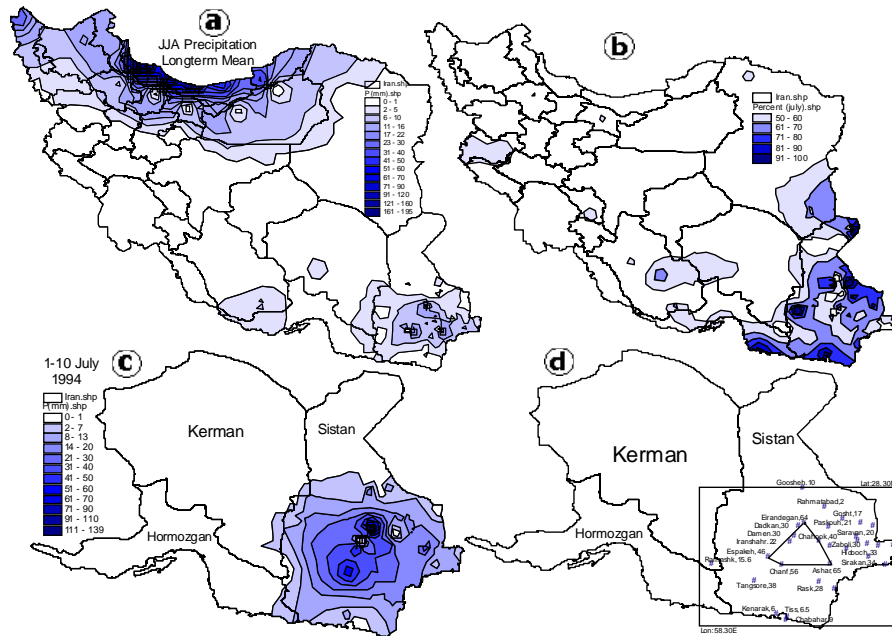 a
JJA Precipitation
Longterm Mean
Iran.shp
P(mm).shp
0 - 1
2 - 5
6 - 10
11 - 16
17 - 22
23 - 30
31 - 40
41 - 50
51 - 60
61 - 70
71 - 90
91 - 120
121 - 160
161 - 195
b
Iran.shp
Percent (july).shp
50 - 60
61 - 70
71 - 80
81 - 90
91 - 100
1-10 July
1994
c
Iran.shp
P(mm).shp
0 - 1
2 - 7
8 - 13
14 - 20
21 - 30
31 - 40
41 - 50
51 - 60
61 - 70
71 - 90
91 - 110
111 - 139
Kerman
Sistan
Hormozgan
d
Kerman
Sistan
Hormozgan
Goosheh, 10
Lat:28.30
Rahmatabad,2
Eirandegan,64
Gosht,17
Dadkan,30
Paskouh,21
Damen,30
Saravan,20
Iranshahr, 22
Zaboli,30
Espakeh, 46
Hoboch,33
Sirakan,34
Chanf,56
Ashar,65
Tangsore,38
Rask,28
Kenarak,6
Tiss,6.5
Chabahar,9
Lon:58.30E